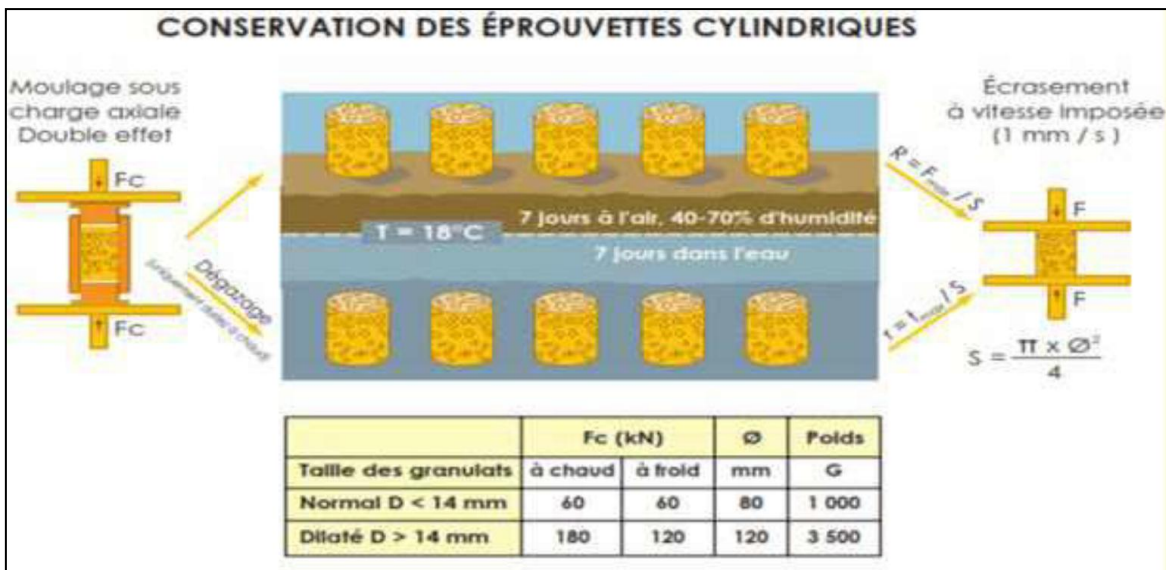 CONSERVATION DES ÉPROUVETTES CYLINDRIQUES
Moulage sous
charge axiale
Double effet
Fc
Fc
Dégazage
7 jours à l'air, 40-70% d'humidité
T = 18°C
7 jours dans l'eau
R = Fmax / S
r = fmax / S
Écrasement
à vitesse imposée
(1 mm / s)
F
F
S = π x Ø² / 4
Fc (kN) Ø Poids
Taille des granulats à chaud à froid mm G
Normal D < 14 mm 60 60 80 1 000
Dilaté D > 14 mm 180 120 120 3 500